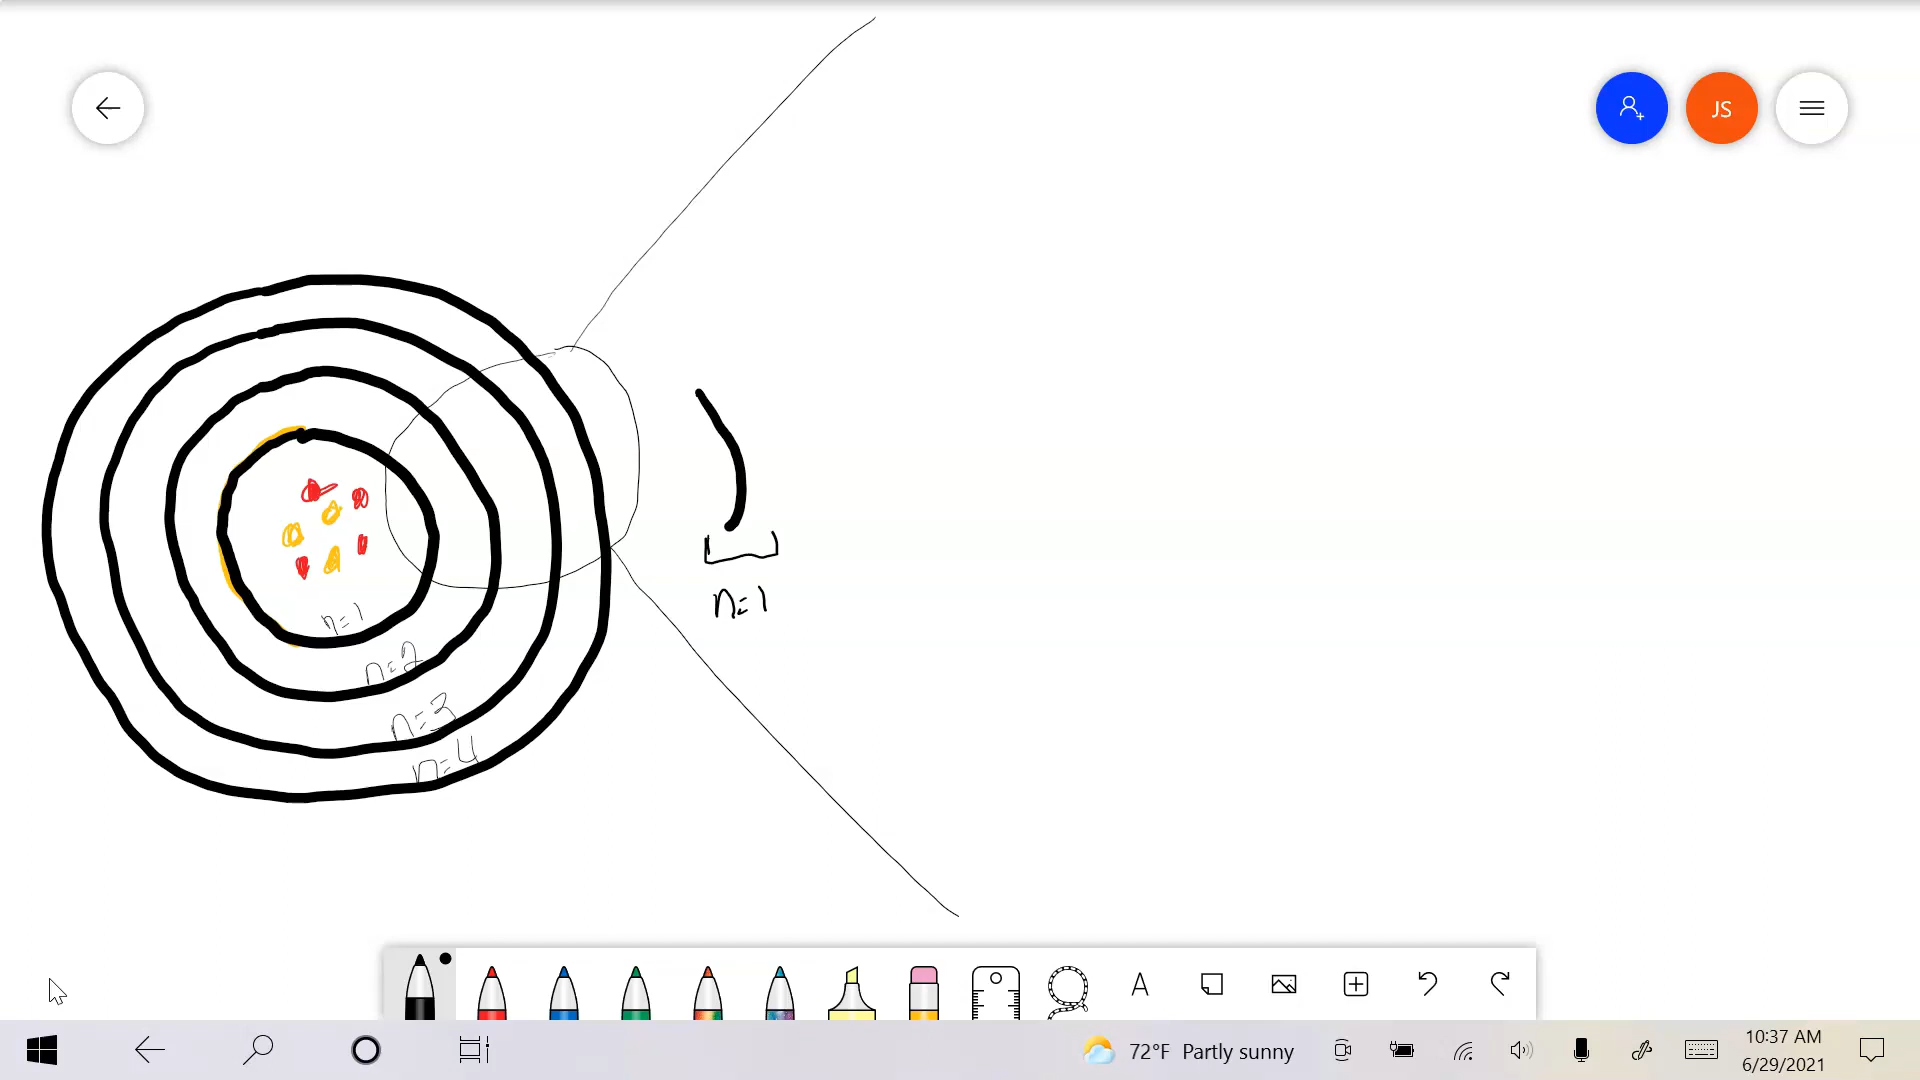 JS
n=1
n=1
n=2
n=3
n=4
A
72°F Partly sunny
10:37 AM
6/29/2021